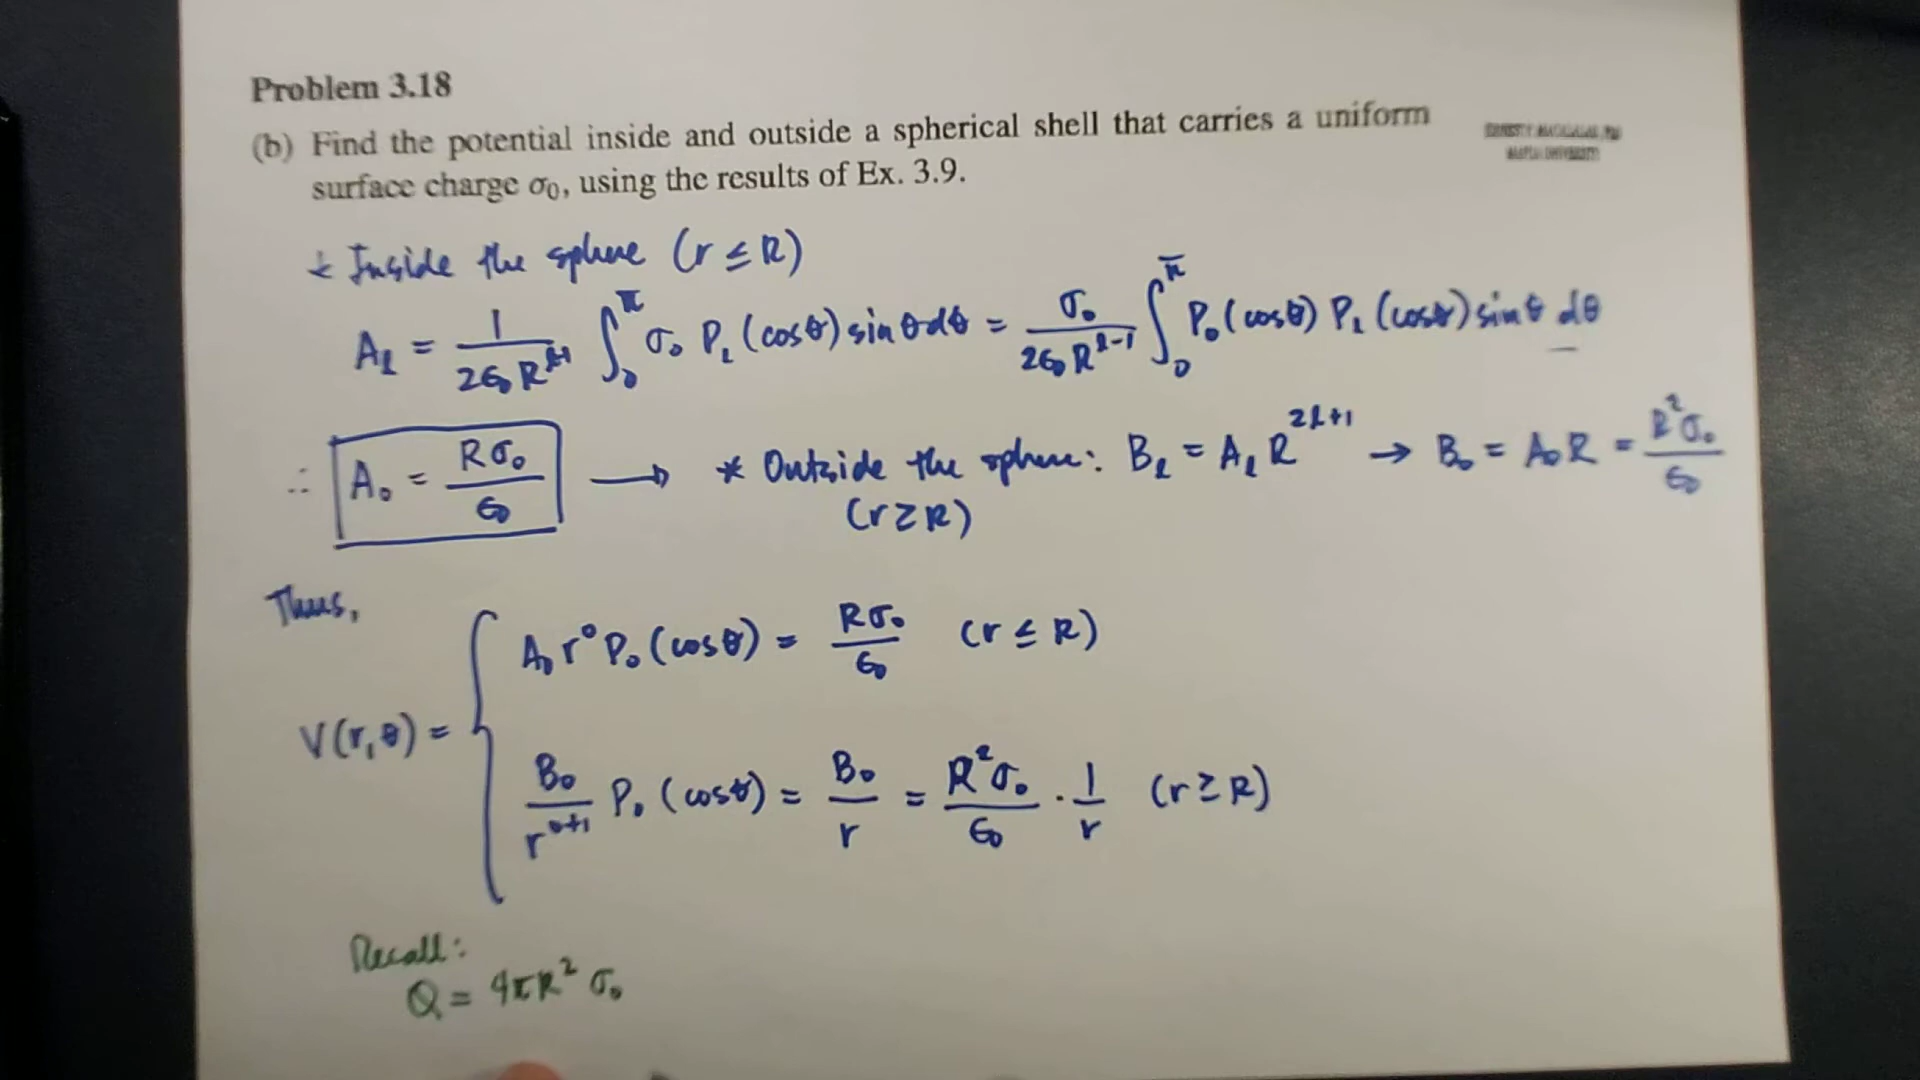 Problem 3.18
(b) Find the potential inside and outside a spherical shell that carries a uniform
surface charge σ₀, using the results of Ex. 3.9.
* Inside the sphere (r ≤ R)
A_l = 1/(2ε₀ R^(l-1)) ∫₀^π σ₀ P_l (cosθ) sinθ dθ = σ₀/(2ε₀ R^(l-1)) ∫₀^π P₀(cosθ) P_l (cosθ) sinθ dθ
∴ A₀ = Rσ₀/ε₀ → * Outside the sphere: B_l = A_l R^(2l+1) → B₀ = A₀R = R²σ₀/ε₀
(r ≥ R)
Thus,
V(r,θ) = { A₀ r⁰ P₀ (cosθ) = Rσ₀/ε₀ (r ≤ R)
B₀/r^(0+1) P₀ (cosθ) = B₀/r = R²σ₀/ε₀ · 1/r (r ≥ R)
Recall:
Q = 4πR² σ₀